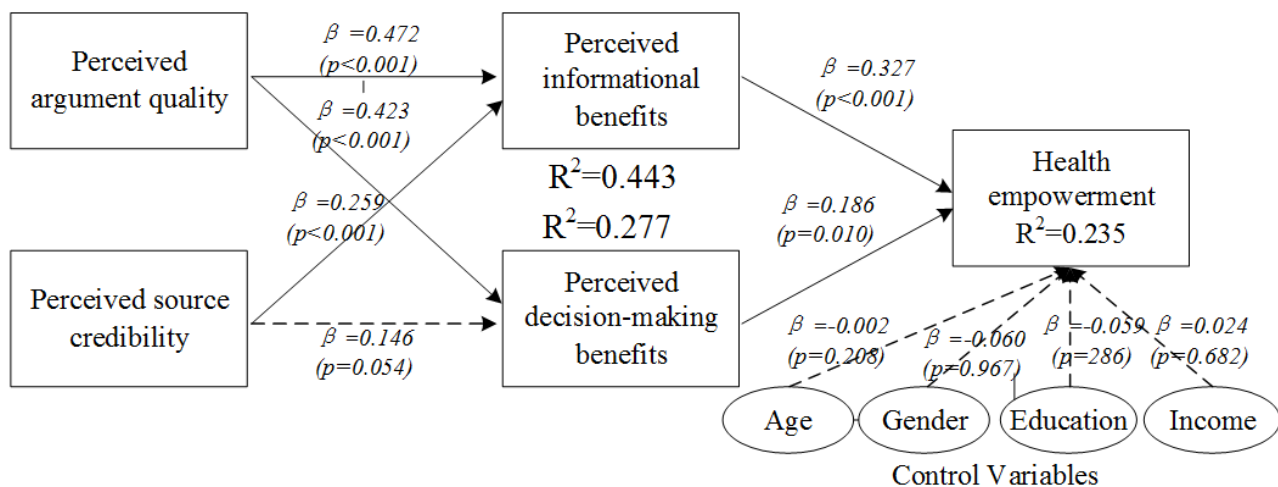 Perceived
argument quality
β=0.472
(p<0.001)
β=0.423
(p<0.001)
Perceived
informational
benefits
R²=0.443
R²=0.277
β=0.327
(p<0.001)
β=0.259
(p<0.001)
β=0.186
(p=0.010)
Health
empowerment
R²=0.235
Perceived source
credibility
β=0.146
(p=0.054)
Perceived
decision-making
benefits
β=-0.002
(p=0.208)
β=-0.060
(p=0.967)
β=-0.059
(p=286)
β=0.024
(p=0.682)
Age
Gender
Education
Income
Control Variables